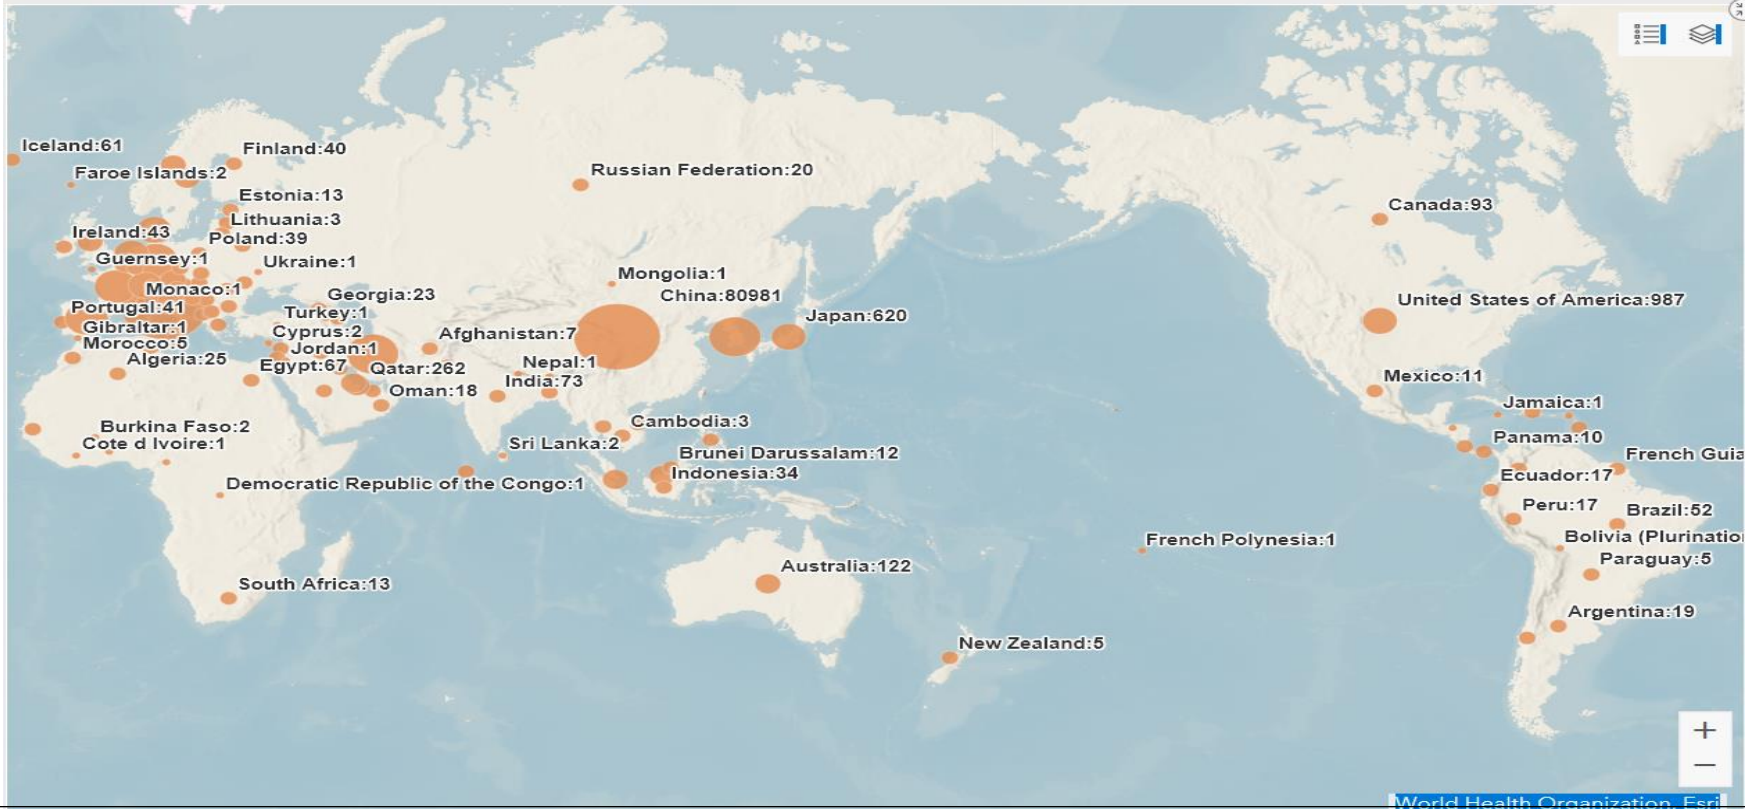 Iceland:61
Finland:40
Faroe Islands:2
Russian Federation:20
Estonia:13
Canada:93
Lithuania:3
Ireland:43
Poland:39
Guernsey:1
Ukraine:1
Mongolia:1
Monaco:1
Georgia:23
China:80981
United States of America:987
Portugal:41
Turkey:1
Japan:620
Gibraltar:1
Cyprus:2
Afghanistan:7
Morocco:5
Jordan:1
Algeria:25
Egypt:67
Qatar:262
Nepal:1
India:73
Mexico:11
Oman:18
Jamaica:1
Burkina Faso:2
Cambodia:3
Cote d Ivoire:1
Sri Lanka:2
Panama:10
Brunei Darussalam:12
French Guia
Indonesia:34
Ecuador:17
Democratic Republic of the Congo:1
Peru:17
Brazil:52
French Polynesia:1
Bolivia (Plurinatio
Australia:122
Paraguay:5
South Africa:13
Argentina:19
New Zealand:5
World Health Organization, Esri